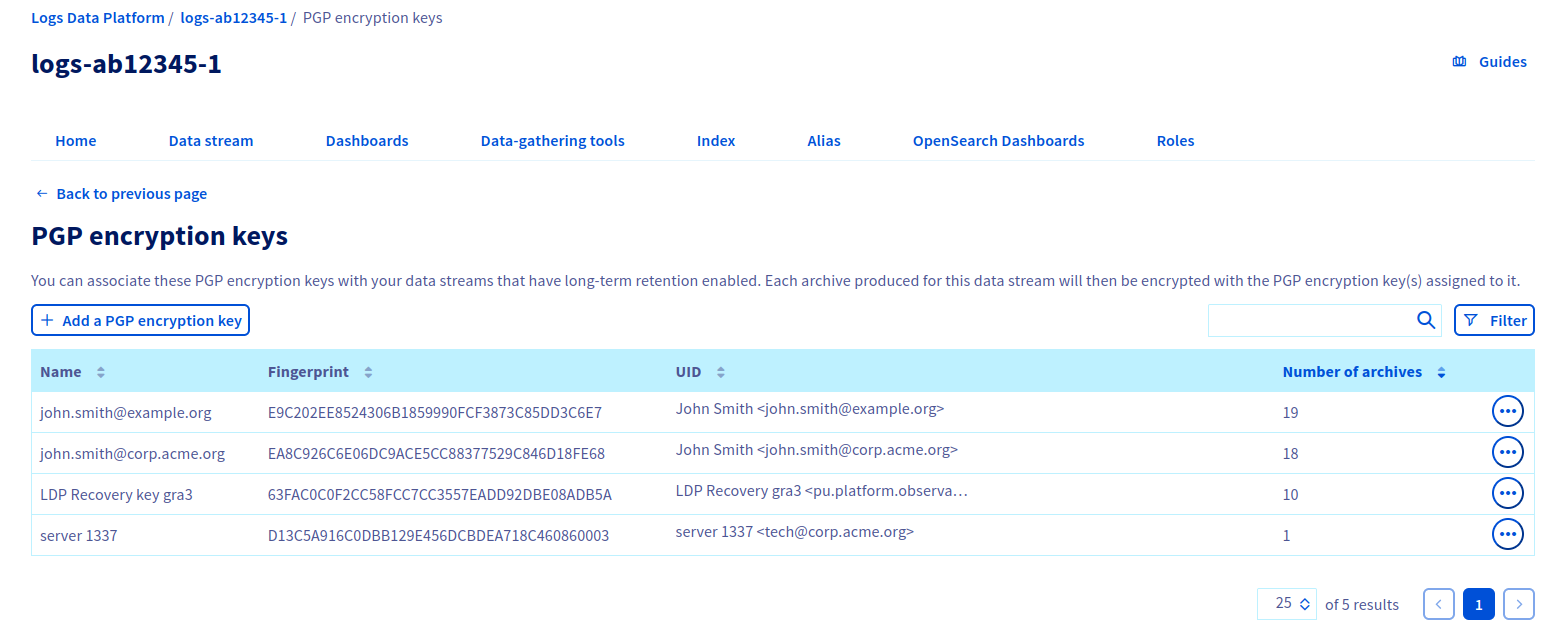 Logs Data Platform / logs-ab12345-1 / PGP encryption keys
logs-ab12345-1
Guides
Home Data stream Dashboards Data-gathering tools Index Alias OpenSearch Dashboards Roles
Back to previous page
PGP encryption keys
You can associate these PGP encryption keys with your data streams that have long-term retention enabled. Each archive produced for this data stream will then be encrypted with the PGP encryption key(s) assigned to it.
+ Add a PGP encryption key Filter
Name Fingerprint UID Number of archives
john.smith@example.org E9C202EE8524306B1859990FCF3873C85DD3C6E7 John Smith <john.smith@example.org> 19
john.smith@corp.acme.org EA8C926C6E06DC9ACE5CC88377529C846D18FE68 John Smith <john.smith@corp.acme.org> 18
LDP Recovery key gra3 63FAC0C0F2CC58FCC7CC3557EADD92DBE08ADB5A LDP Recovery gra3 <pu.platform.observa… 10
server 1337 D13C5A916C0DBB129E456DCBDEA718C460860003 server 1337 <tech@corp.acme.org> 1
25 of 5 results 1